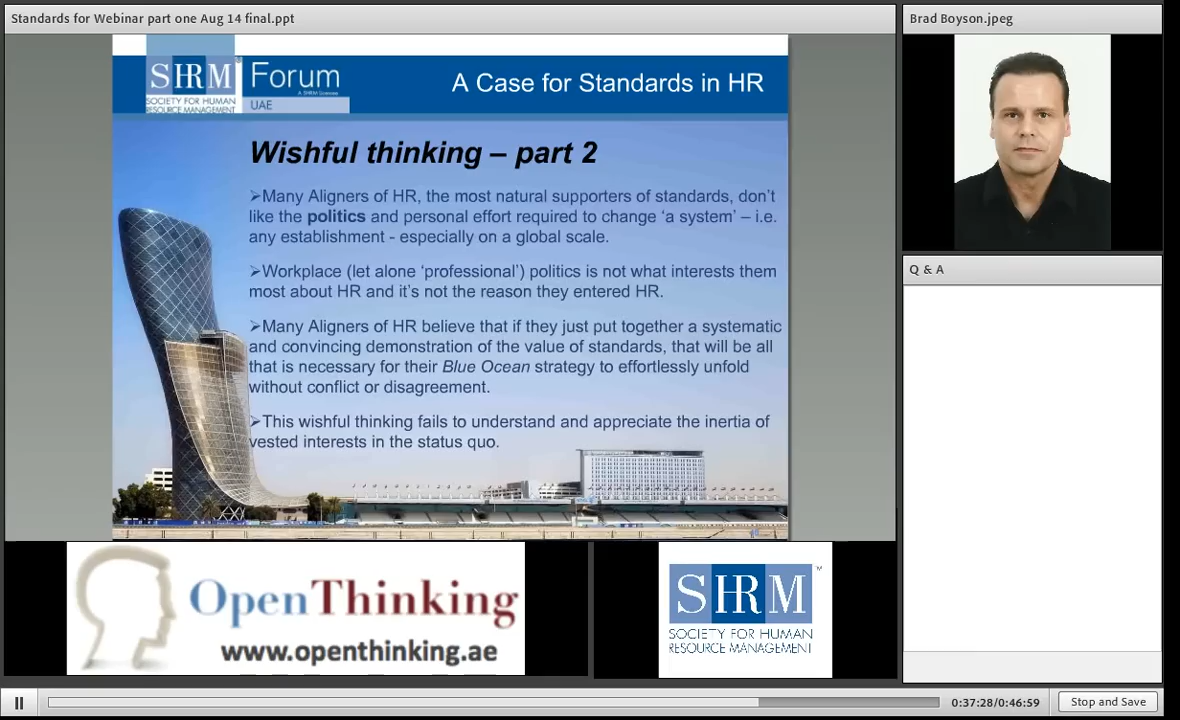 Standards for Webinar part one Aug 14 final.ppt
Brad Boyson.jpeg
SHRM
SOCIETY FOR HUMAN
RESOURCE MANAGEMENT
Forum
A SHRM Licensee
UAE
A Case for Standards in HR
Wishful thinking – part 2
➢Many Aligners of HR, the most natural supporters of standards, don’t
like the politics and personal effort required to change ‘a system’ – i.e.
any establishment - especially on a global scale.
➢Workplace (let alone ‘professional’) politics is not what interests them
most about HR and it’s not the reason they entered HR.
➢Many Aligners of HR believe that if they just put together a systematic
and convincing demonstration of the value of standards, that will be all
that is necessary for their Blue Ocean strategy to effortlessly unfold
without conflict or disagreement.
➢This wishful thinking fails to understand and appreciate the inertia of
vested interests in the status quo.
Q & A
OpenThinking
www.openthinking.ae
SHRM™
SOCIETY FOR HUMAN
RESOURCE MANAGEMENT
0:37:28/0:46:59
Stop and Save